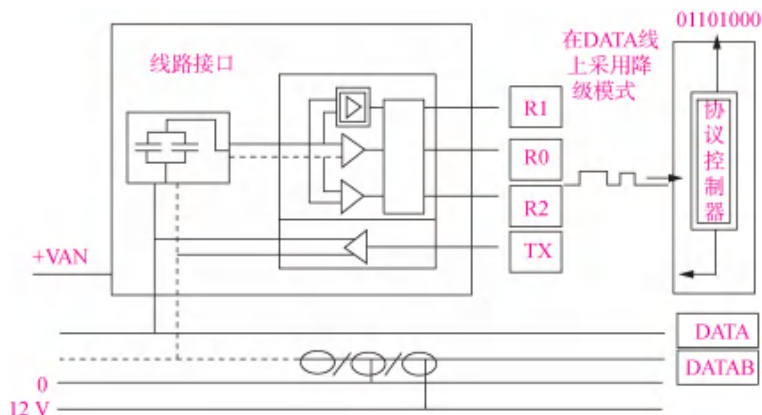 01101000
线路接口
在DATA线
上采用降
级模式
R1
R0
R2
TX
协议控制器
+VAN
DATA
DATAB
0
12 V